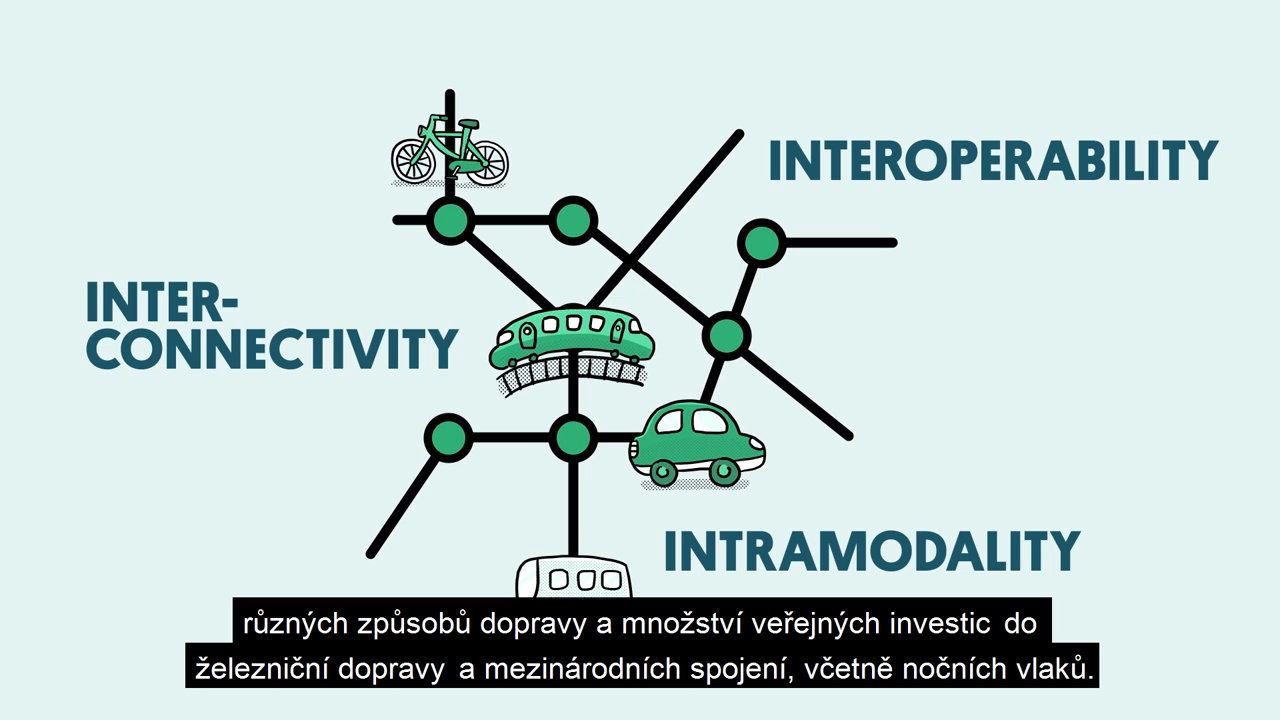 INTEROPERABILITY
INTER-
CONNECTIVITY
INTRAMODALITY
různých způsobů dopravy a množství veřejných investic do
železniční dopravy a mezinárodních spojení, včetně nočních vlaků.